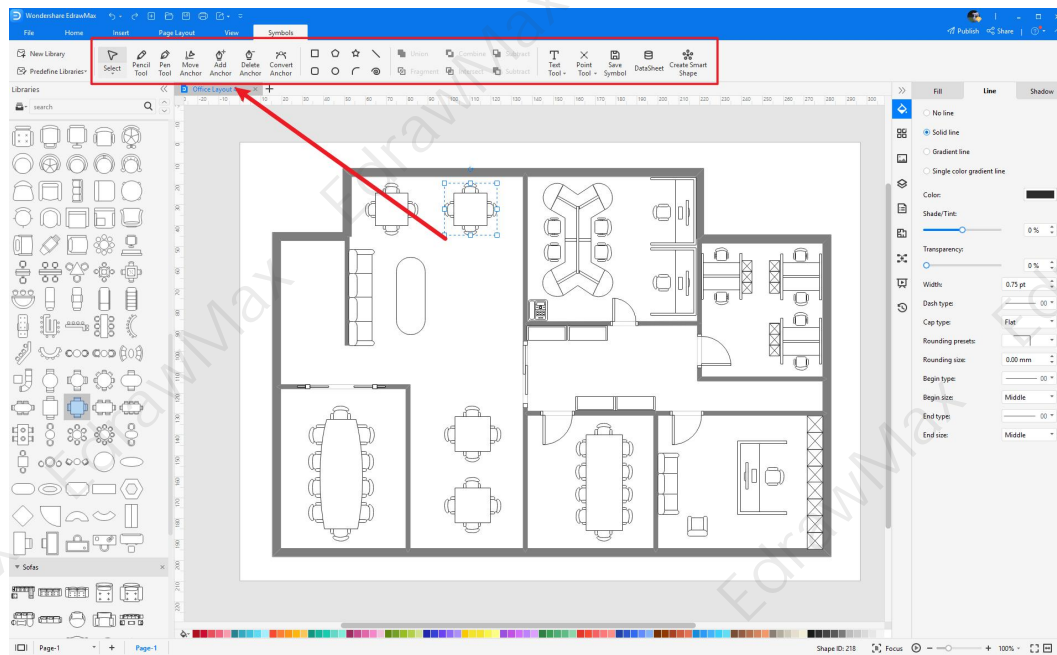 Wondershare EdrawMax
File Home Insert Page Layout View Symbols
Publish Share
New Library
Predefine Libraries
Select
Pencil Tool
Pen Tool
Move Anchor
Add Anchor
Delete Anchor
Convert Anchor
Union Combine Subtract
Fragment Intersect Subtract
Text Tool
Point Tool
Save Symbol
DataSheet
Create Smart Shape
Libraries
search
Office Layout
Fill Line Shadow
No line
Solid line
Gradient line
Single color gradient line
Color:
Shade/Tint:
0 %
Transparency:
0 %
Width: 0.75 pt
Dash type: 00
Cap type: Flat
Rounding presets:
Rounding size: 0.00 mm
Begin type: 00
Begin size: Middle
End type: 00
End size: Middle
Sofas
EdrawMax
EdrawMax
EdrawMax
EdrawMax
Page-1 + Page-1
Shape ID: 218 Focus 100%